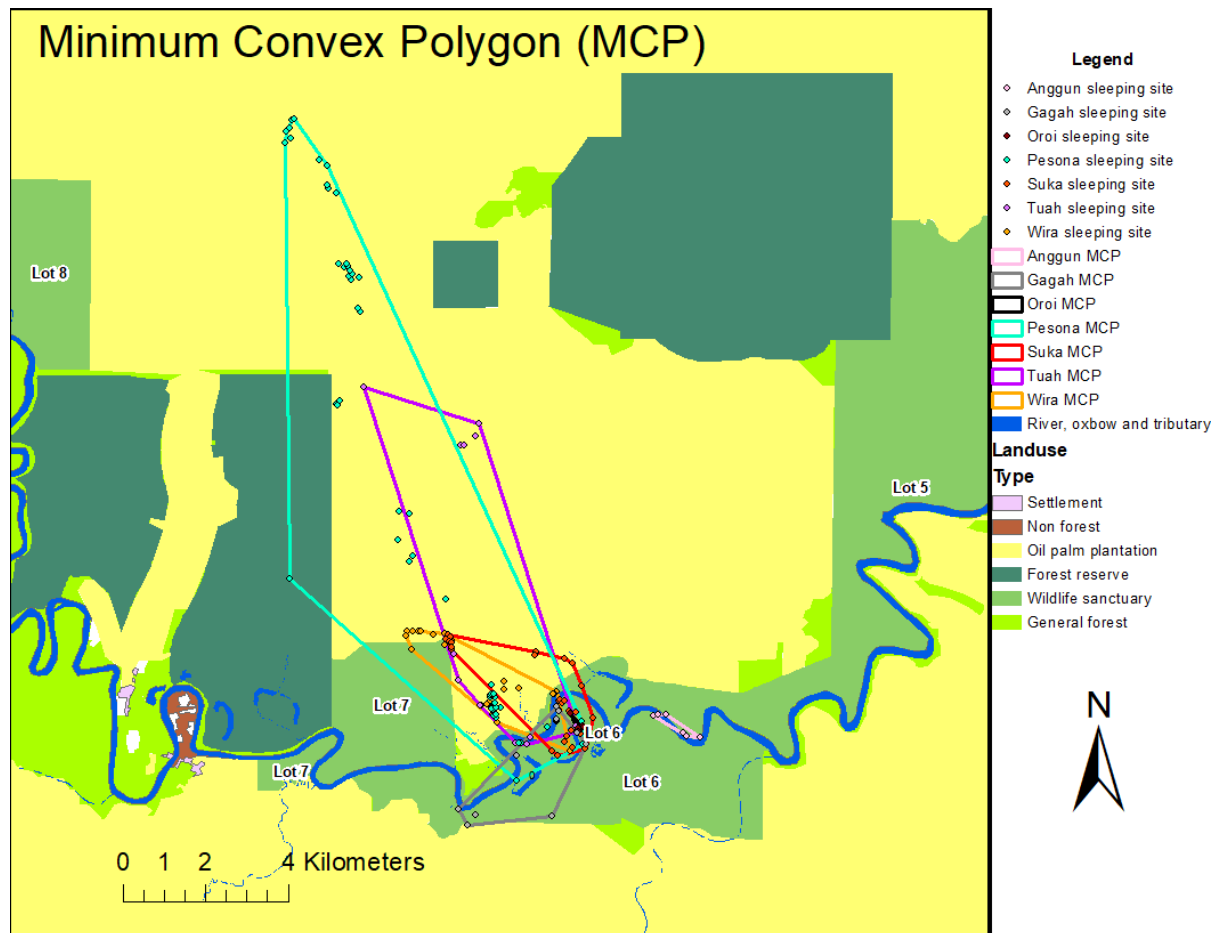 Minimum Convex Polygon (MCP)
Legend
Anggun sleeping site
Gagah sleeping site
Oroi sleeping site
Pesona sleeping site
Suka sleeping site
Tuah sleeping site
Wira sleeping site
Anggun MCP
Gagah MCP
Oroi MCP
Pesona MCP
Suka MCP
Tuah MCP
Wira MCP
River, oxbow and tributary
Landuse
Type
Settlement
Non forest
Oil palm plantation
Forest reserve
Wildlife sanctuary
General forest
Lot 8
Lot 5
Lot 7
Lot 6
Lot 7
Lot 6
N
0 1 2 4 Kilometers